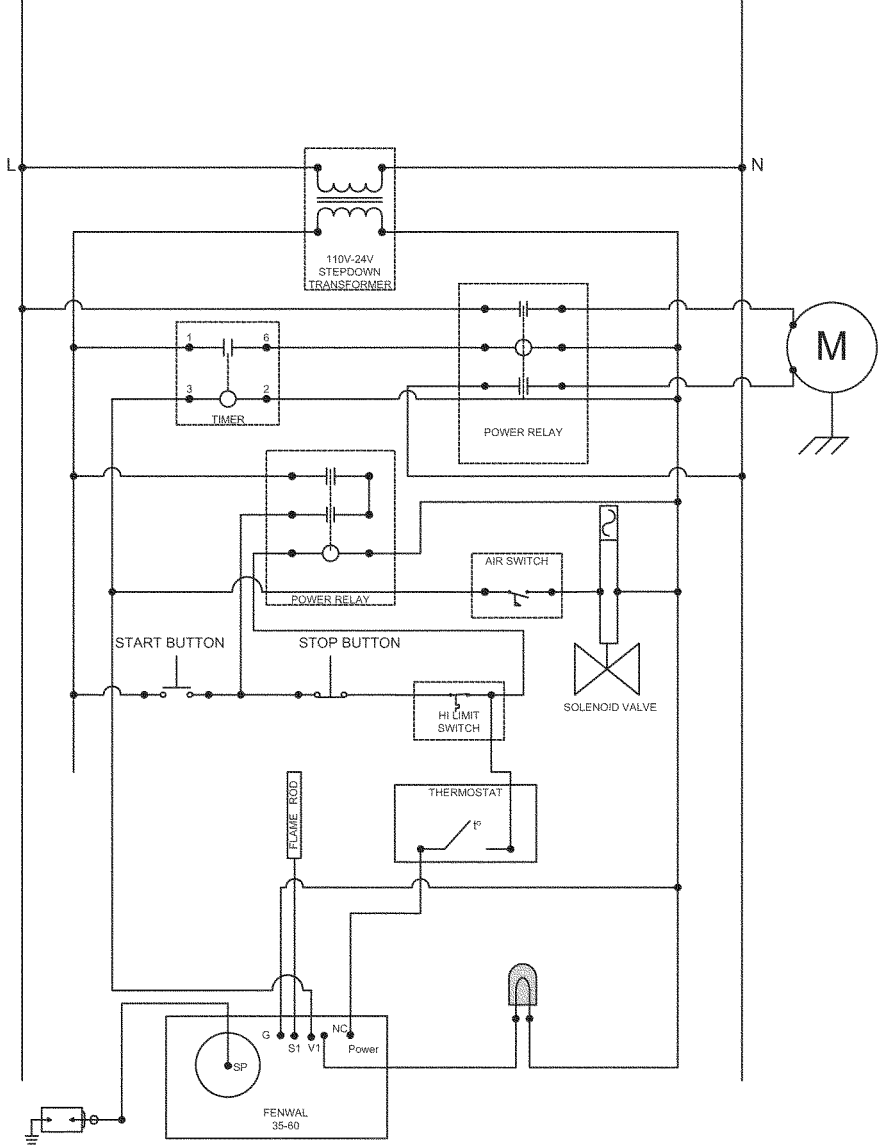 L
N
110V-24V
STEPDOWN
TRANSFORMER
1
6
3
2
TIMER
M
POWER RELAY
POWER RELAY
AIR SWITCH
START BUTTON
STOP BUTTON
HI LIMIT
SWITCH
SOLENOID VALVE
THERMOSTAT
t°
FLAME ROD
G
S1
V1
NC
Power
SP
FENWAL
35-60